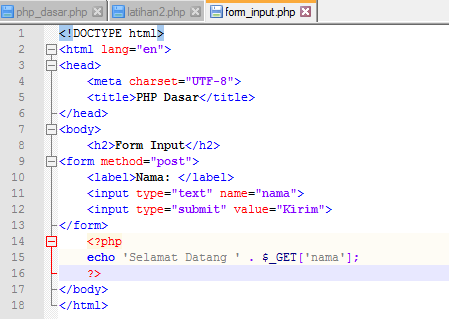 php_dasar.php latihan2.php form_input.php
1 <!DOCTYPE html>
2 <html lang="en">
3 <head>
4 <meta charset="UTF-8">
5 <title>PHP Dasar</title>
6 </head>
7 <body>
8 <h2>Form Input</h2>
9 <form method="post">
10 <label>Nama: </label>
11 <input type="text" name="nama">
12 <input type="submit" value="Kirim">
13 </form>
14 <?php
15 echo 'Selamat Datang ' . $_GET['nama'];
16 ?>
17 </body>
18 </html>